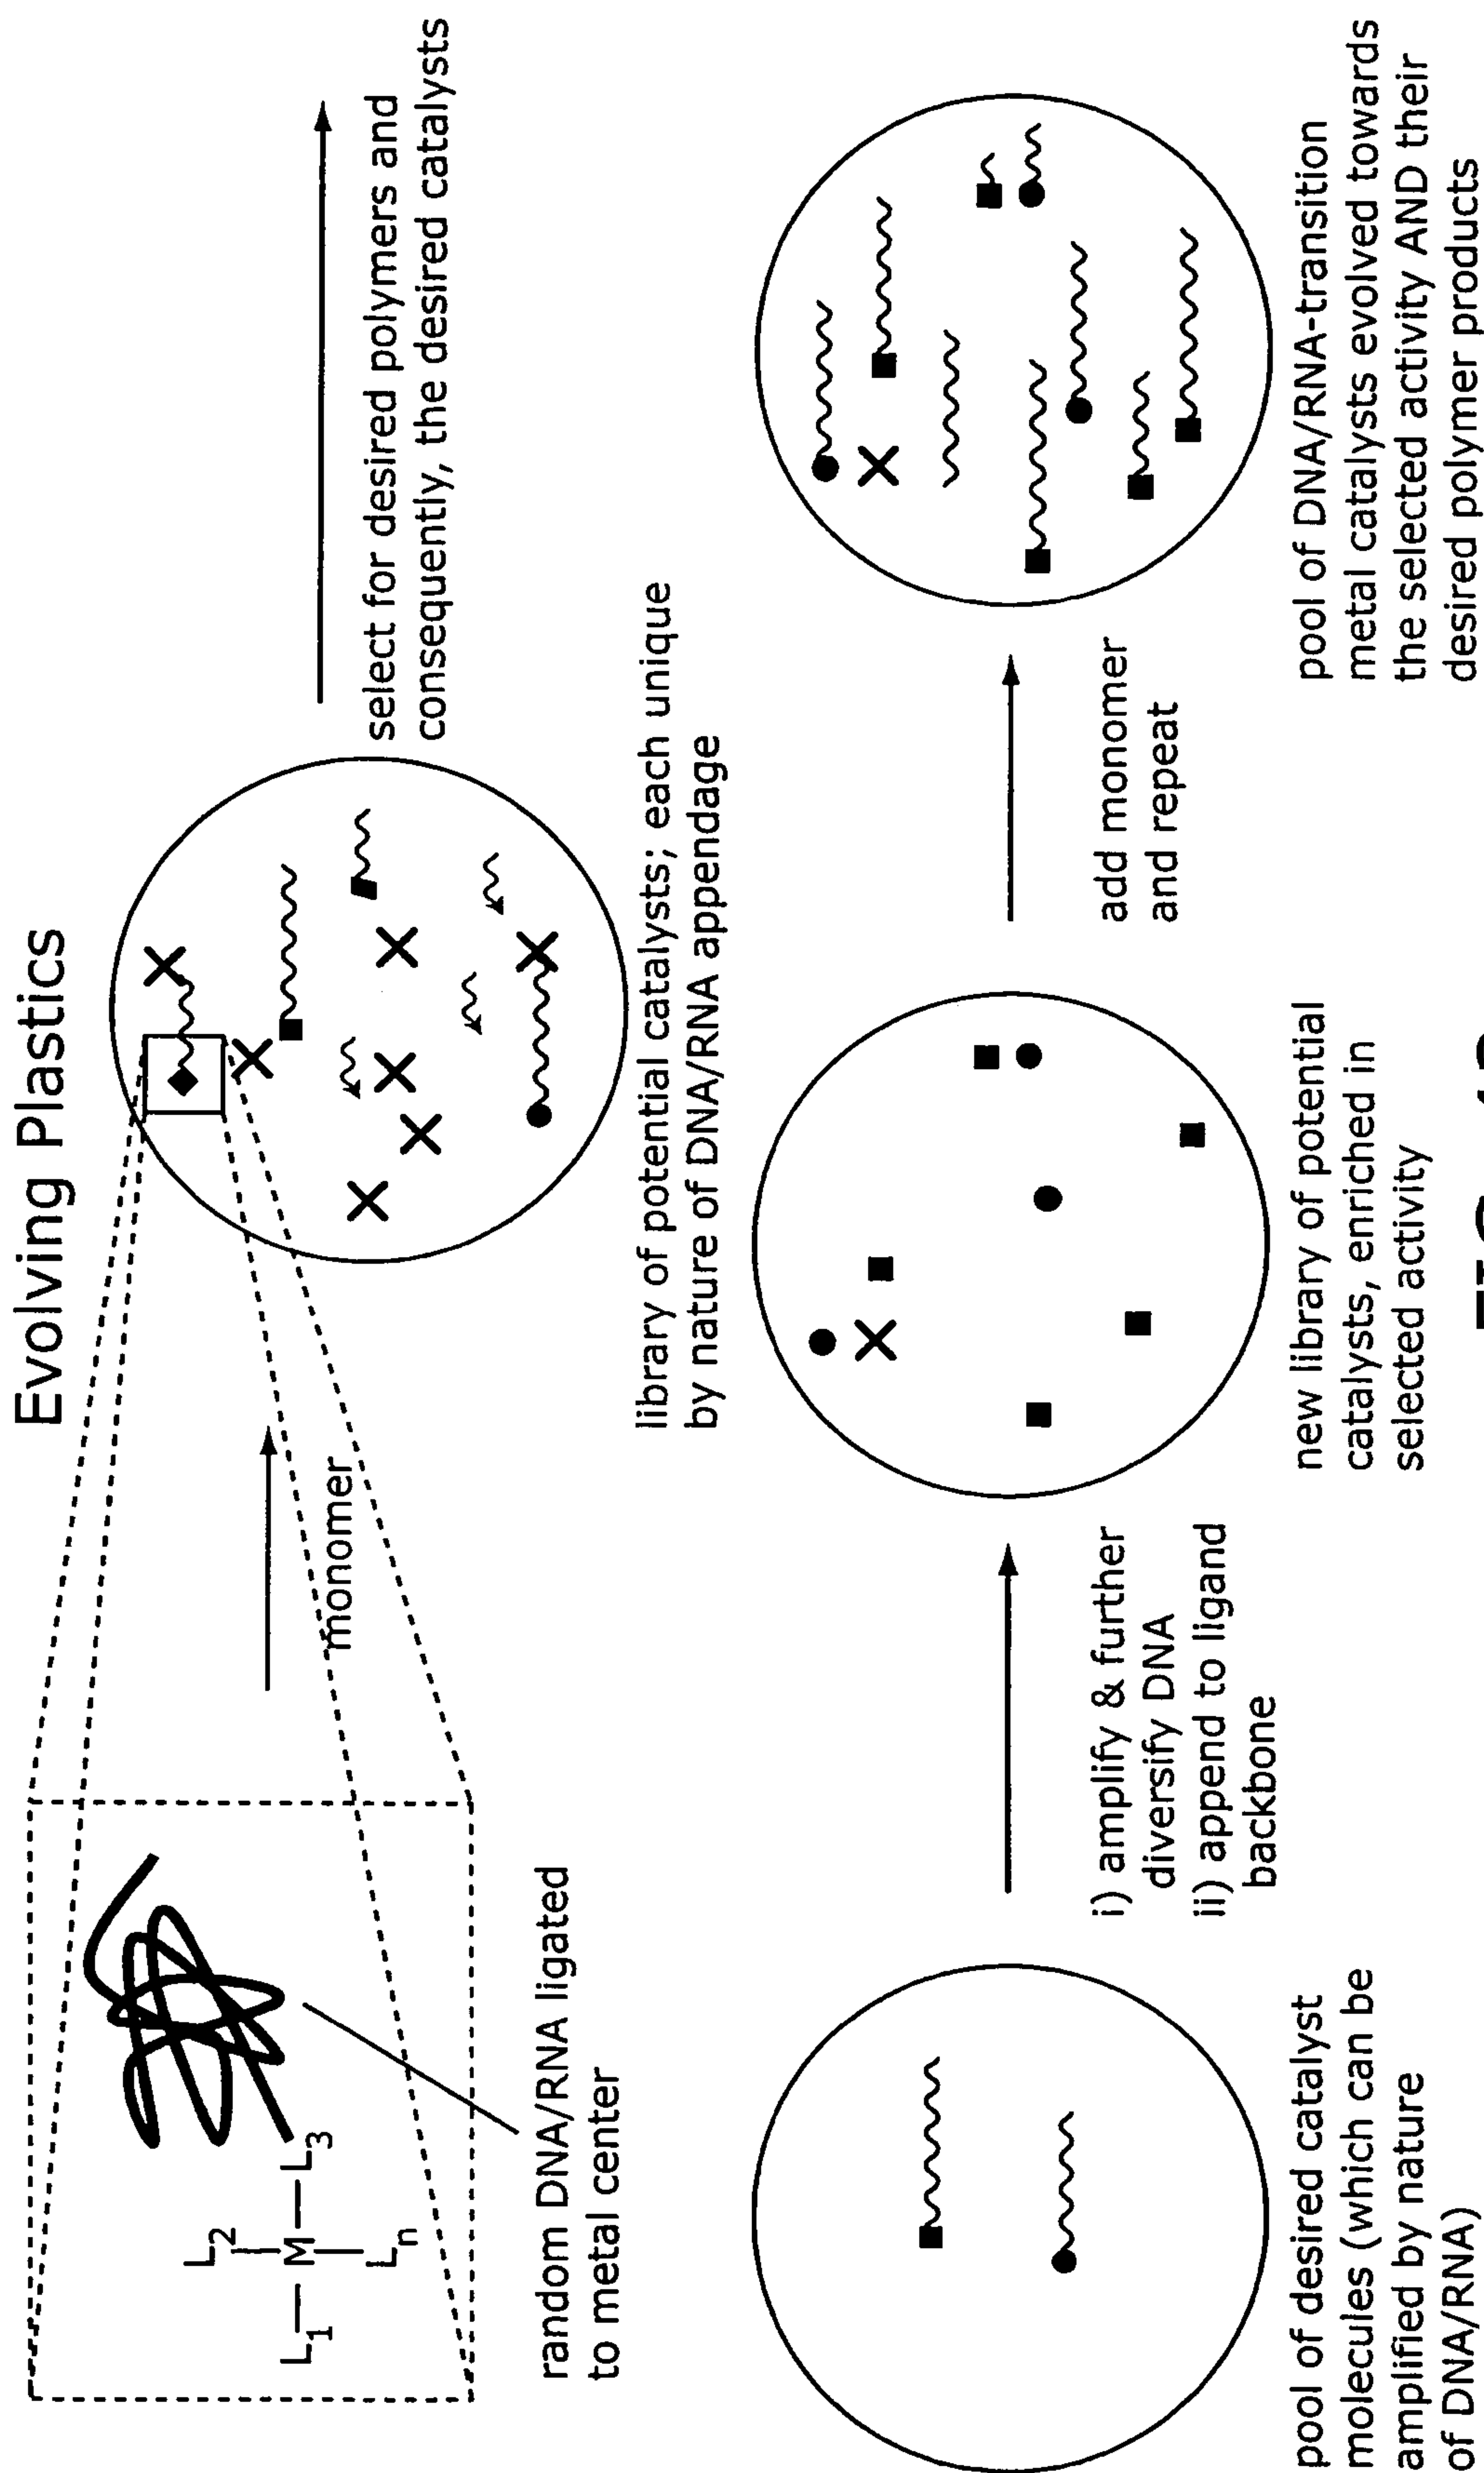 Evolving Plastics
L2
L1—M—L3
Ln
random DNA/RNA ligated
to metal center
monomer
library of potential catalysts; each unique
by nature of DNA/RNA appendage
select for desired polymers and
consequently, the desired catalysts
pool of desired catalyst
molecules (which can be
amplified by nature
of DNA/RNA)
i) amplify & further
diversify DNA
ii) append to ligand
backbone
new library of potential
catalysts, enriched in
selected activity
add monomer
and repeat
pool of DNA/RNA-transition
metal catalysts evolved towards
the selected activity AND their
desired polymer products